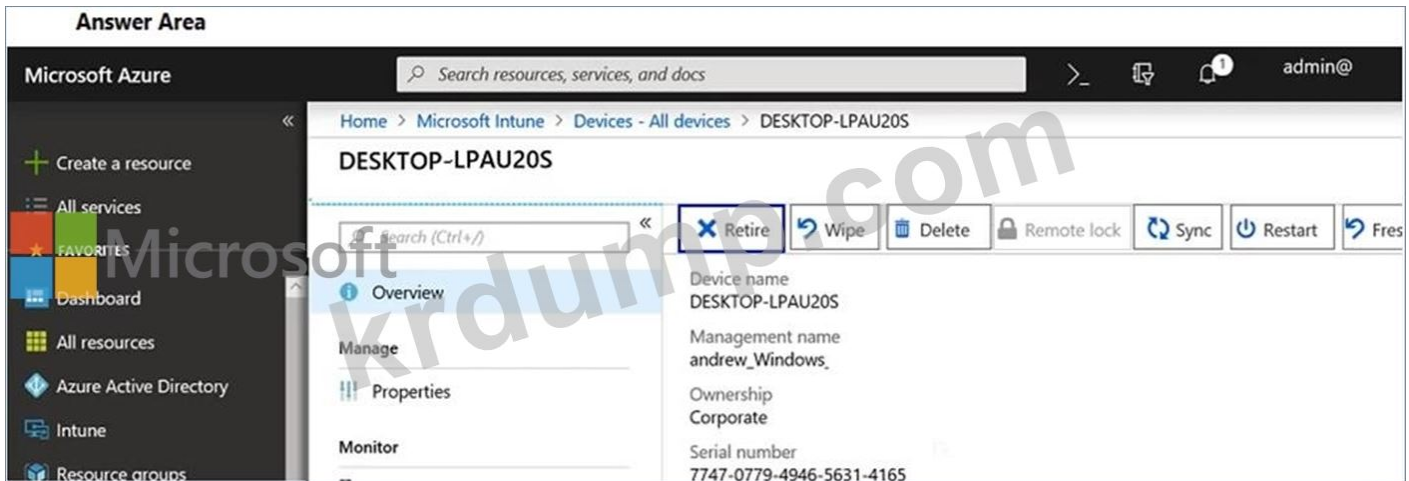 Answer Area
Microsoft Azure
Search resources, services, and docs
>_
1
admin@
«
Home > Microsoft Intune > Devices - All devices > DESKTOP-LPAU20S
Create a resource
DESKTOP-LPAU20S
All services
FAVORITES
Search (Ctrl+/)
«
Retire
Wipe
Delete
Remote lock
Sync
Restart
Fres
Microsoft
krdump.com
Dashboard
All resources
Azure Active Directory
Intune
Resource groups
Overview
Manage
Properties
Monitor
Device name
DESKTOP-LPAU20S
Management name
andrew_Windows_
Ownership
Corporate
Serial number
7747-0779-4946-5631-4165